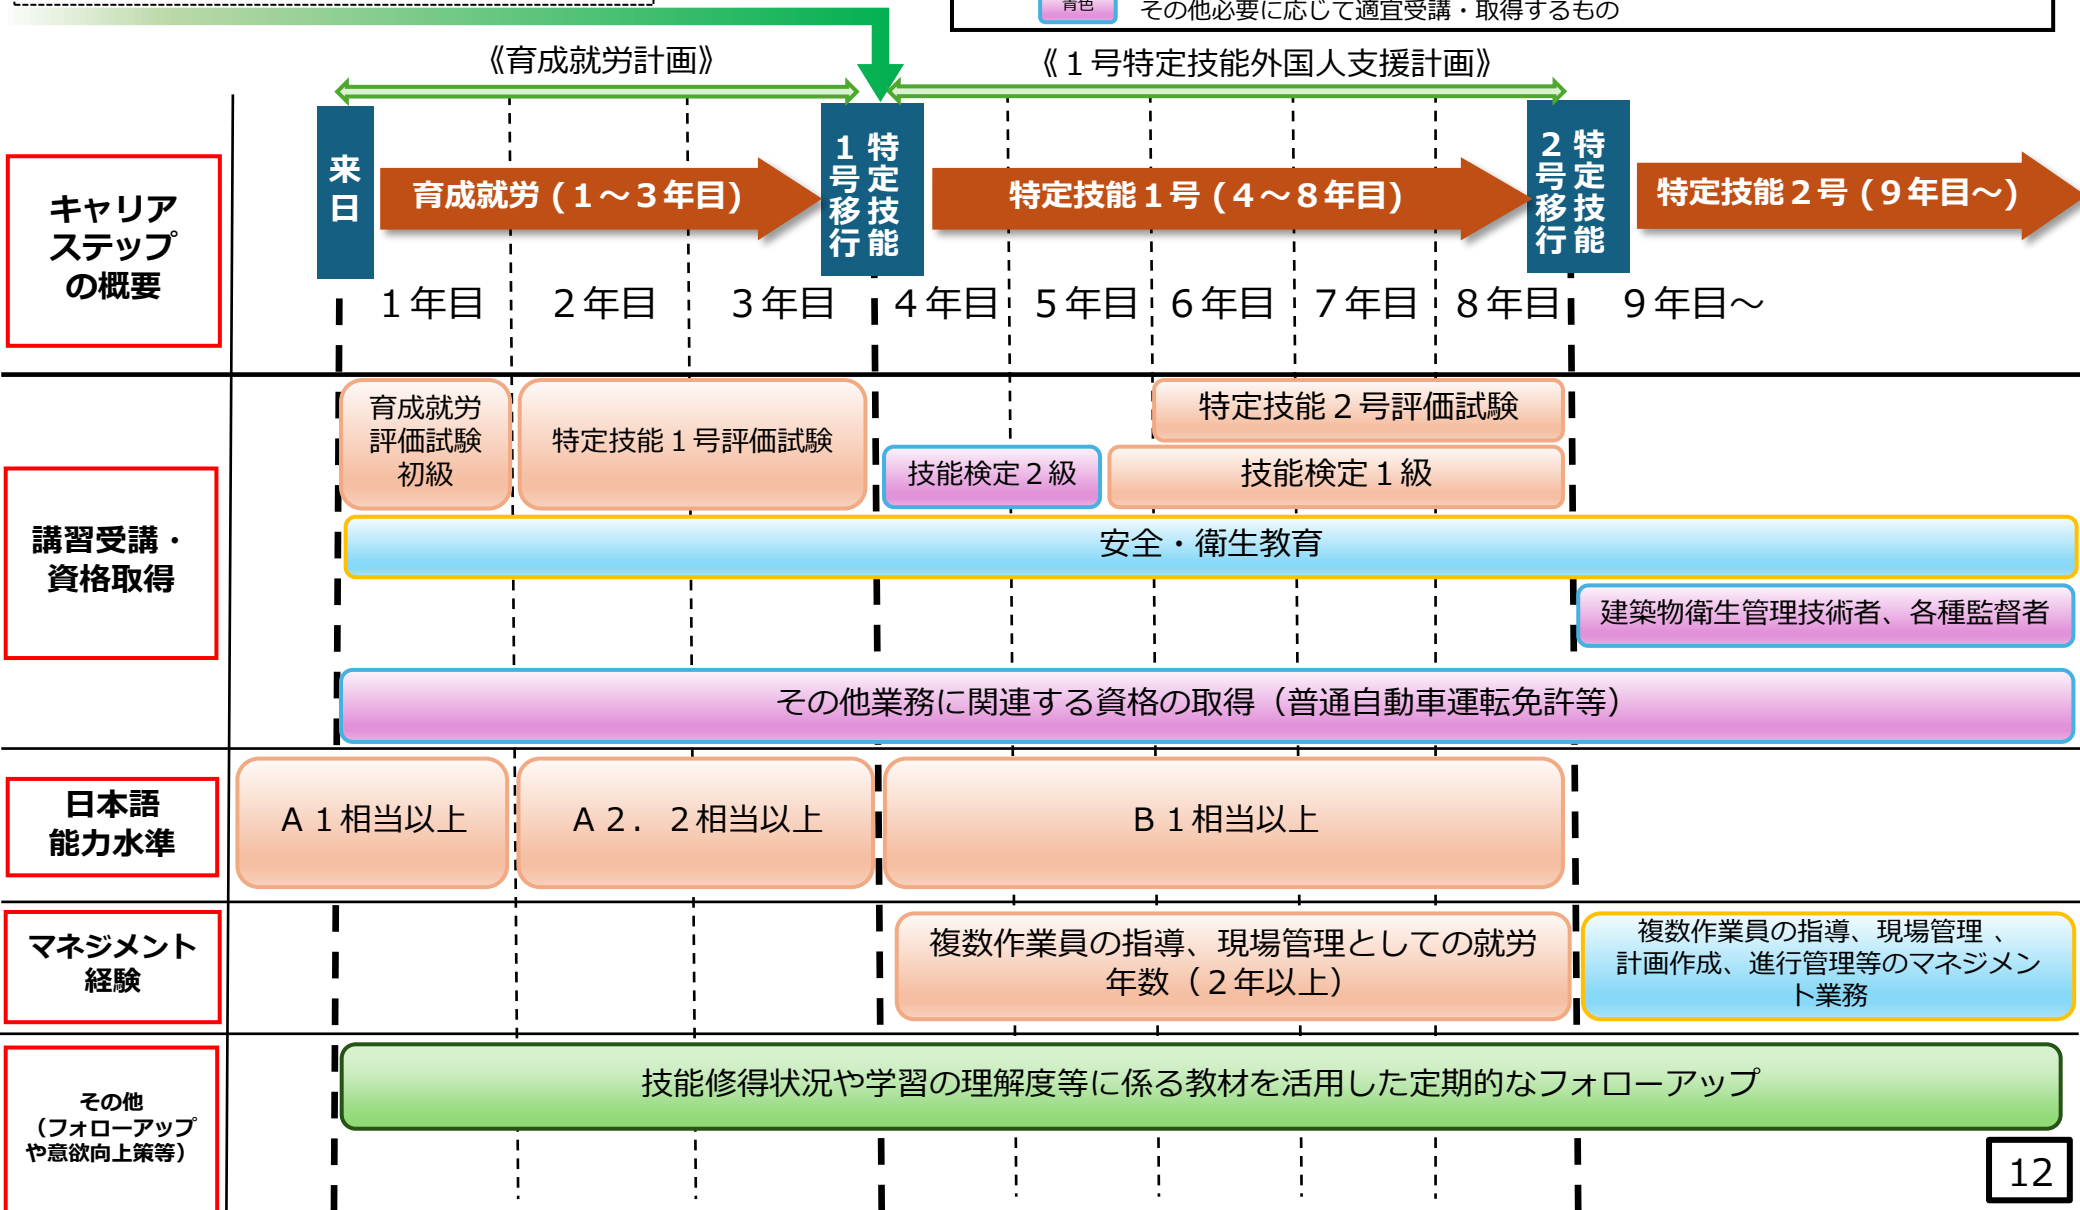 青色
その他必要に応じて適宜受講・取得するもの
《育成就労計画》
《１号特定技能外国人支援計画》
キャリア
ステップ
の概要
来日
育成就労 (１～３年目)
特定技能
１号移行
特定技能１号 (４～８年目)
特定技能
２号移行
特定技能２号 (９年目～)
１年目
２年目
３年目
４年目
５年目
６年目
７年目
８年目
９年目～
講習受講・
資格取得
育成就労
評価試験
初級
特定技能１号評価試験
特定技能２号評価試験
技能検定２級
技能検定１級
安全・衛生教育
建築物衛生管理技術者、各種監督者
その他業務に関連する資格の取得（普通自動車運転免許等）
日本語
能力水準
Ａ１相当以上
Ａ２．２相当以上
Ｂ１相当以上
マネジメント
経験
複数作業員の指導、現場管理としての就労
年数（２年以上）
複数作業員の指導、現場管理 、
計画作成、進行管理等のマネジメン
ト業務
その他
（フォローアップ
や意欲向上策等）
技能修得状況や学習の理解度等に係る教材を活用した定期的なフォローアップ
12